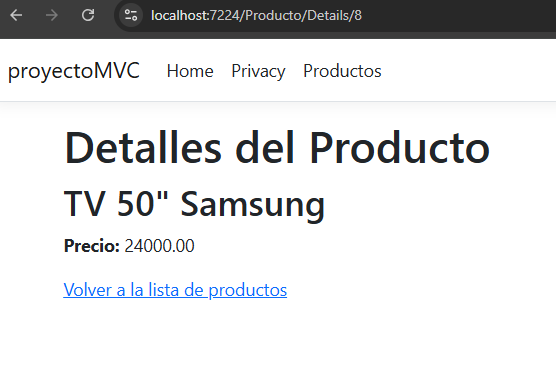 localhost:7224/Producto/Details/8
proyectoMVC Home Privacy Productos
Detalles del Producto
TV 50" Samsung
Precio: 24000.00
Volver a la lista de productos